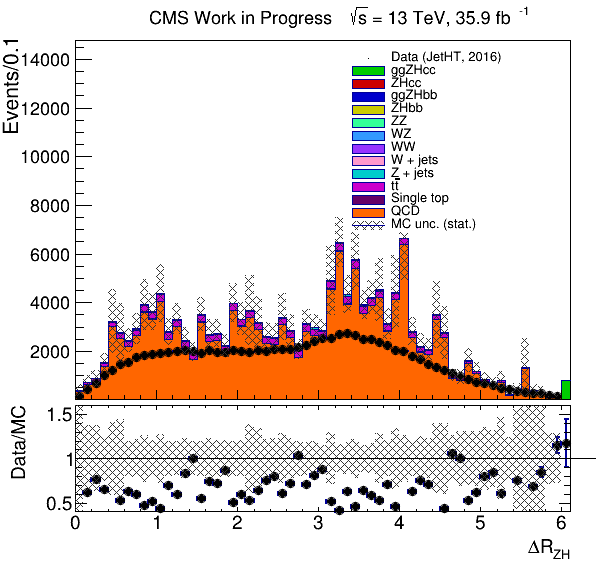 CMS Work in Progress √s = 13 TeV, 35.9 fb⁻¹
Events/0.1
14000
12000
10000
8000
6000
4000
2000
Data (JetHT, 2016)
ggZHcc
ZHcc
ggZHbb
ZHbb
ZZ
WZ
WW
W + jets
Z + jets
tt̄
Single top
QCD
MC unc. (stat.)
Data/MC
1.5
1
0.5
0 1 2 3 4 5 6
ΔR_ZH